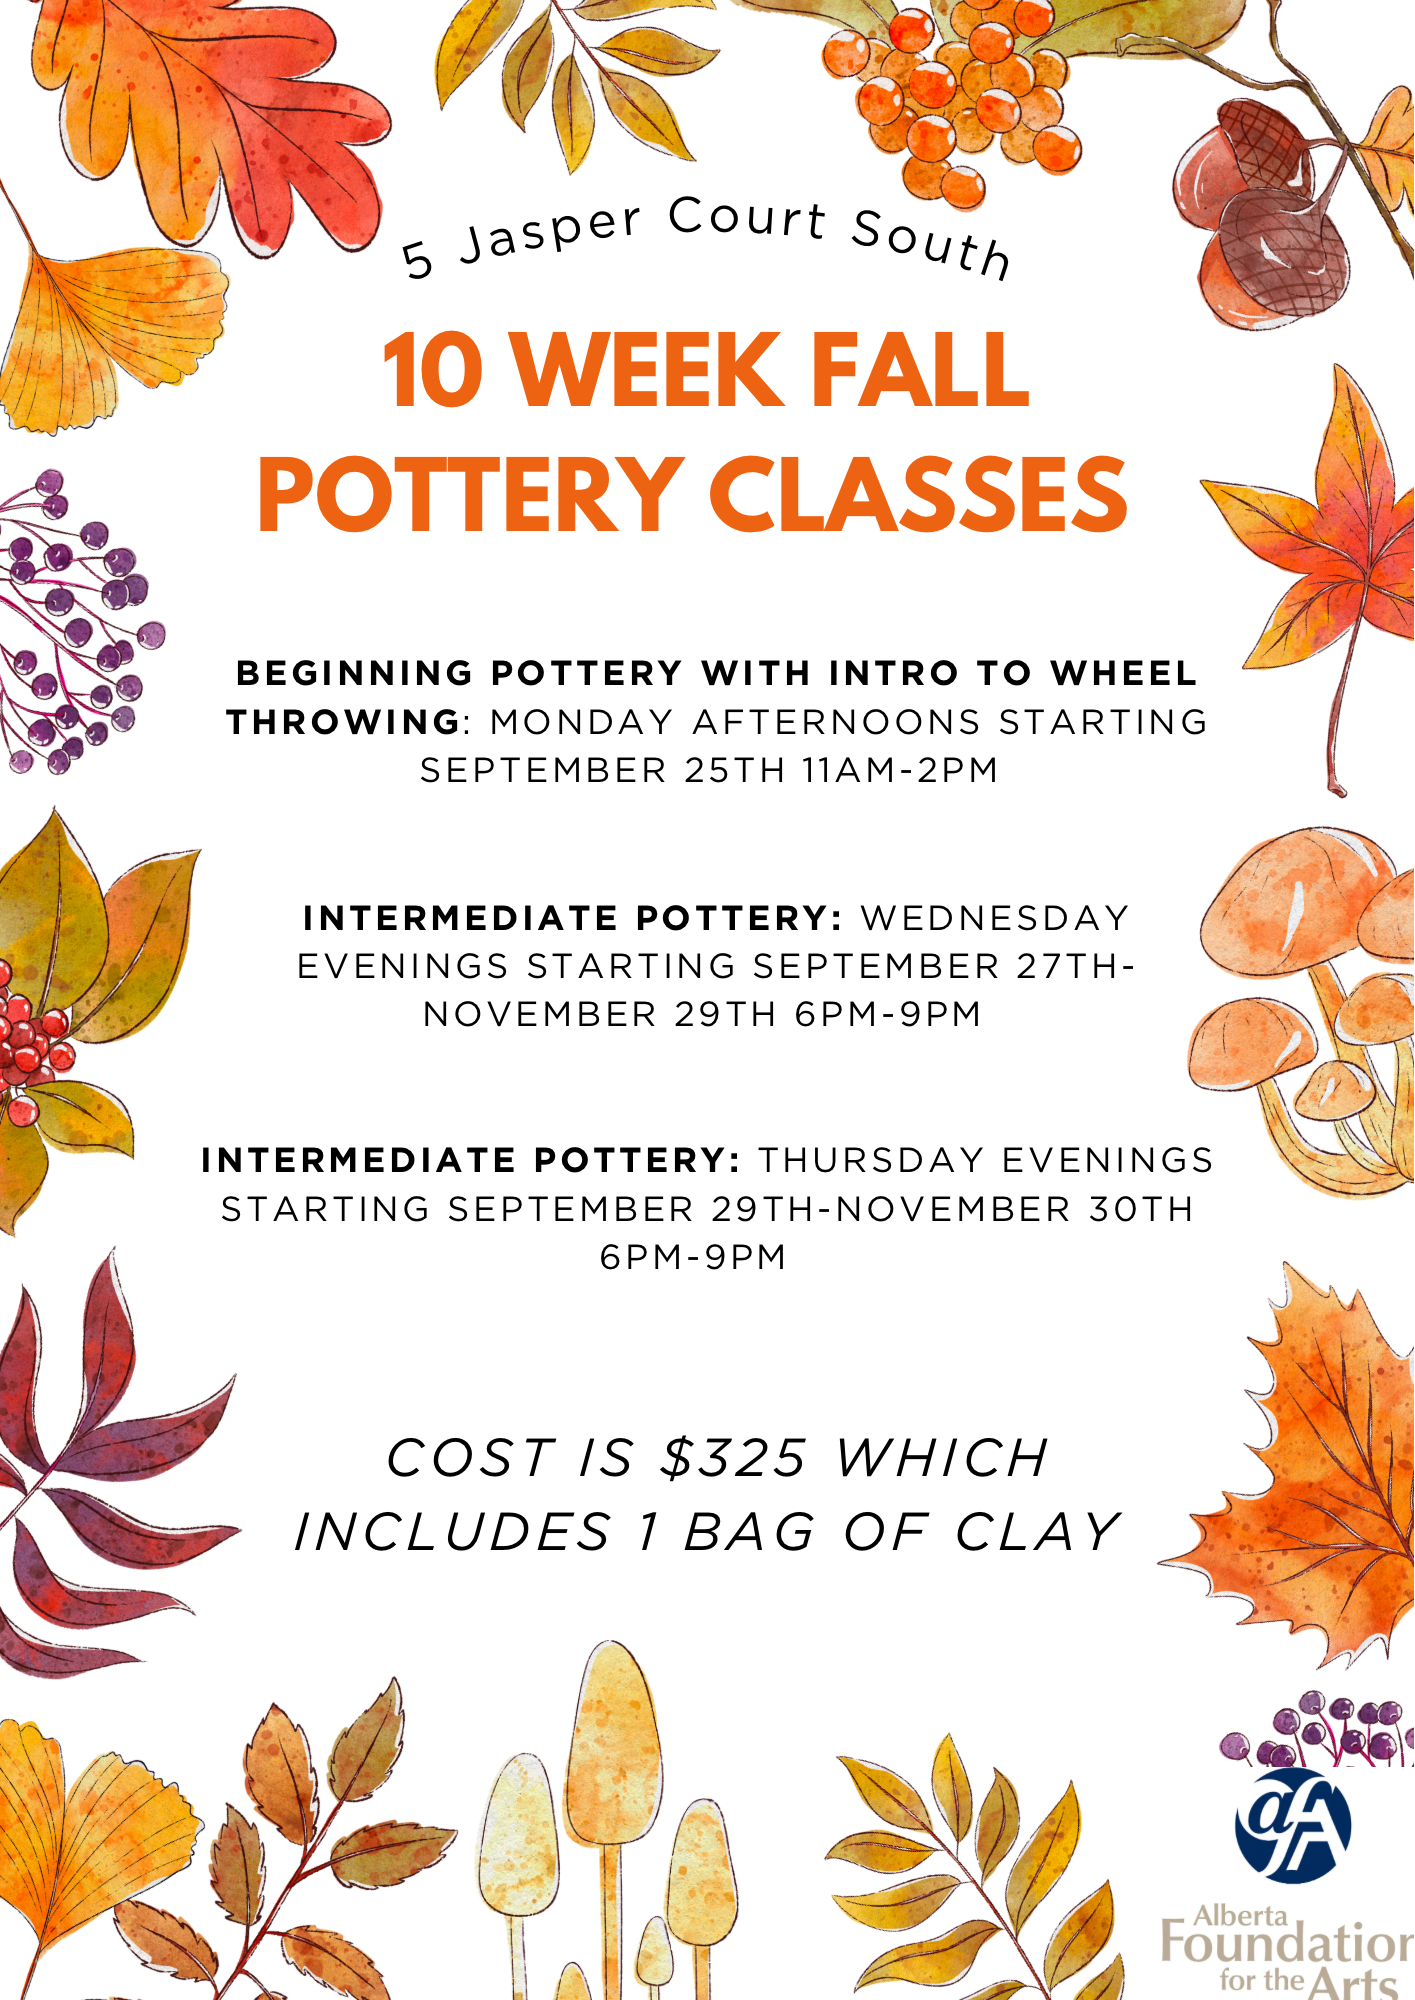 5 Jasper Court South
10 WEEK FALL
POTTERY CLASSES
BEGINNING POTTERY WITH INTRO TO WHEEL
THROWING: MONDAY AFTERNOONS STARTING
SEPTEMBER 25TH 11AM-2PM
INTERMEDIATE POTTERY: WEDNESDAY
EVENINGS STARTING SEPTEMBER 27TH-
NOVEMBER 29TH 6PM-9PM
INTERMEDIATE POTTERY: THURSDAY EVENINGS
STARTING SEPTEMBER 29TH-NOVEMBER 30TH
6PM-9PM
COST IS $325 WHICH
INCLUDES 1 BAG OF CLAY
aFA
Alberta
Foundation
for the Arts